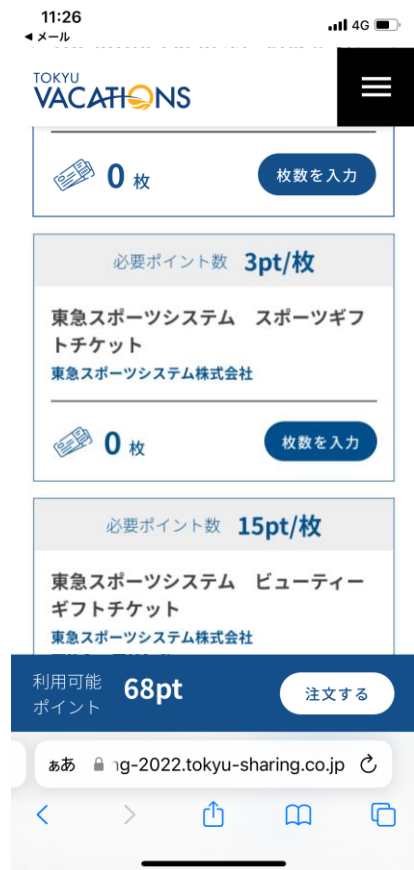 11:26
4G
◀ メール
TOKYU
VACATIONS
0 枚
枚数を入力
必要ポイント数 3pt/枚
東急スポーツシステム　スポーツギフ
トチケット
東急スポーツシステム株式会社
0 枚
枚数を入力
必要ポイント数 15pt/枚
東急スポーツシステム　ビューティー
ギフトチケット
東急スポーツシステム株式会社
利用可能
ポイント
68pt
注文する
ぁあ
ng-2022.tokyu-sharing.co.jp